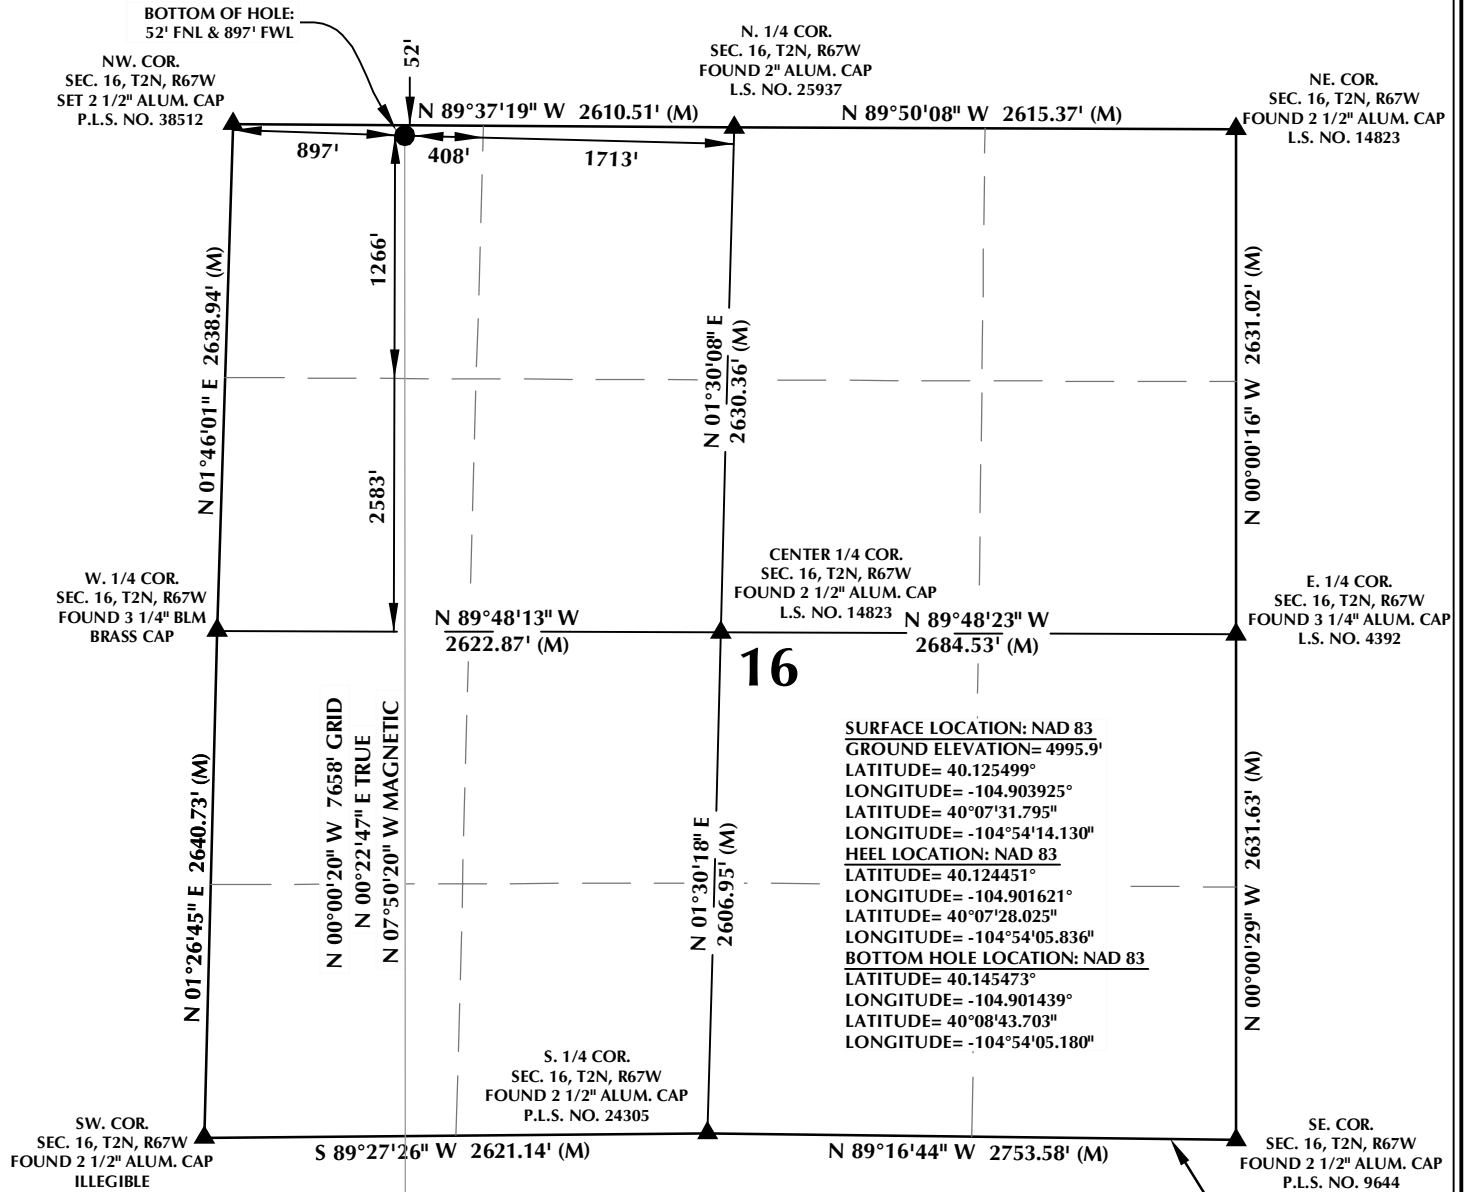 BOTTOM OF HOLE:
52' FNL & 897' FWL
52'
NW. COR.
SEC. 16, T2N, R67W
SET 2 1/2" ALUM. CAP
P.L.S. NO. 38512
N. 1/4 COR.
SEC. 16, T2N, R67W
FOUND 2" ALUM. CAP
L.S. NO. 25937
NE. COR.
SEC. 16, T2N, R67W
FOUND 2 1/2" ALUM. CAP
L.S. NO. 14823
N 89°37'19" W 2610.51' (M)
N 89°50'08" W 2615.37' (M)
897'
408'
1713'
1266'
2583'
N 01°46'01" E 2638.94' (M)
N 01°30'08" E
2630.36' (M)
N 00°00'16" W 2631.02' (M)
W. 1/4 COR.
SEC. 16, T2N, R67W
FOUND 3 1/4" BLM
BRASS CAP
CENTER 1/4 COR.
SEC. 16, T2N, R67W
FOUND 2 1/2" ALUM. CAP
L.S. NO. 14823
E. 1/4 COR.
SEC. 16, T2N, R67W
FOUND 3 1/4" ALUM. CAP
L.S. NO. 4392
N 89°48'13" W
2622.87' (M)
N 89°48'23" W
2684.53' (M)
16
N 00°00'20" W 7658' GRID
N 00°22'47" E TRUE
N 07°50'20" W MAGNETIC
SURFACE LOCATION: NAD 83
GROUND ELEVATION= 4995.9'
LATITUDE= 40.125499°
LONGITUDE= -104.903925°
LATITUDE= 40°07'31.795"
LONGITUDE= -104°54'14.130"
HEEL LOCATION: NAD 83
LATITUDE= 40.124451°
LONGITUDE= -104.901621°
LATITUDE= 40°07'28.025"
LONGITUDE= -104°54'05.836"
BOTTOM HOLE LOCATION: NAD 83
LATITUDE= 40.145473°
LONGITUDE= -104.901439°
LATITUDE= 40°08'43.703"
LONGITUDE= -104°54'05.180"
N 01°26'45" E 2640.73' (M)
N 01°30'18" E
2606.95' (M)
N 00°00'29" W 2631.63' (M)
S. 1/4 COR.
SEC. 16, T2N, R67W
FOUND 2 1/2" ALUM. CAP
P.L.S. NO. 24305
SW. COR.
SEC. 16, T2N, R67W
FOUND 2 1/2" ALUM. CAP
ILLEGIBLE
S 89°27'26" W 2621.14' (M)
N 89°16'44" W 2753.58' (M)
SE. COR.
SEC. 16, T2N, R67W
FOUND 2 1/2" ALUM. CAP
P.L.S. NO. 9644